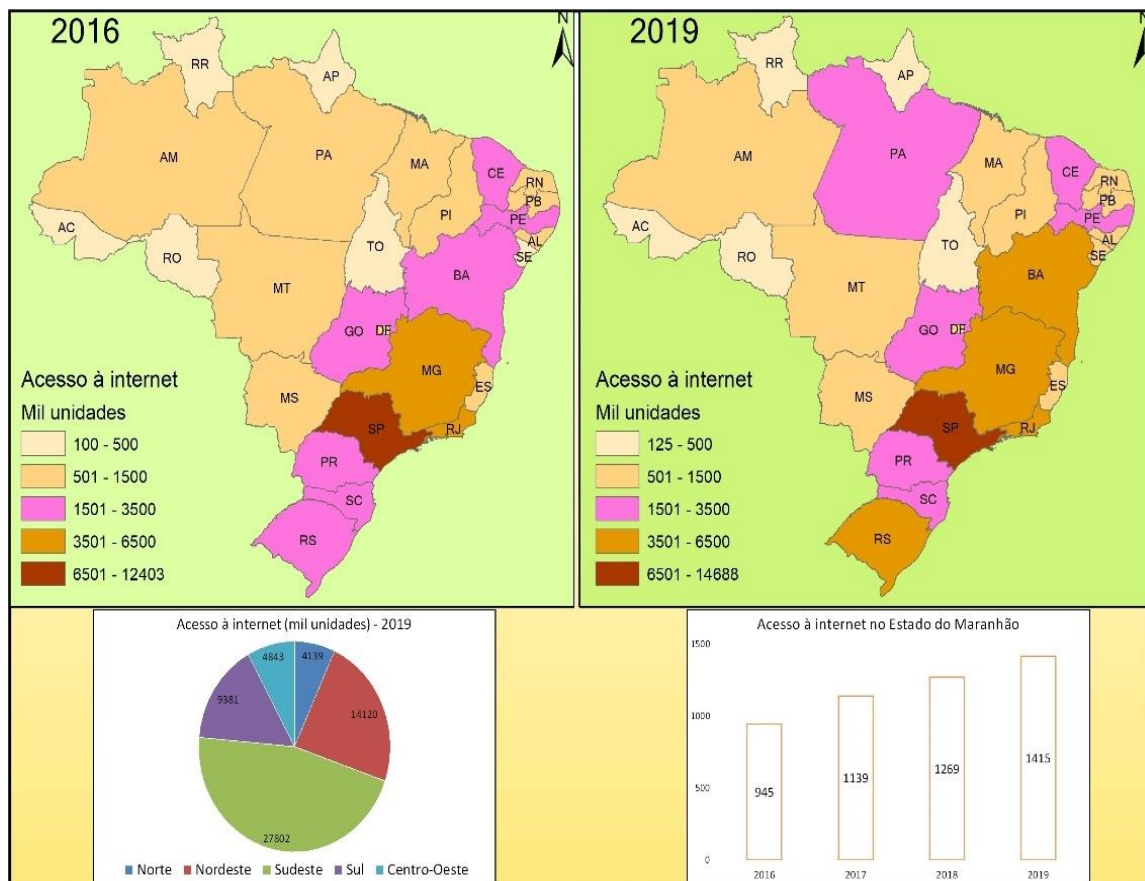 2016
N
RR
AP
AM
PA
MA
CE
RN
PB
PE
PI
AL
SE
AC
RO
TO
MT
BA
GO
DF
MG
ES
MS
SP
RJ
PR
SC
RS
Acesso à internet
Mil unidades
100 - 500
501 - 1500
1501 - 3500
3501 - 6500
6501 - 12403
2019
N
RR
AP
AM
PA
MA
CE
RN
PB
PE
PI
AL
SE
AC
RO
TO
MT
BA
GO
DF
MG
ES
MS
SP
RJ
PR
SC
RS
Acesso à internet
Mil unidades
125 - 500
501 - 1500
1501 - 3500
3501 - 6500
6501 - 14688
Acesso à internet (mil unidades) - 2019
4843
4139
9381
14120
27802
Norte Nordeste Sudeste Sul Centro-Oeste
Acesso à internet no Estado do Maranhão
1500
1000
500
0
945
1139
1269
1415
2016 2017 2018 2019